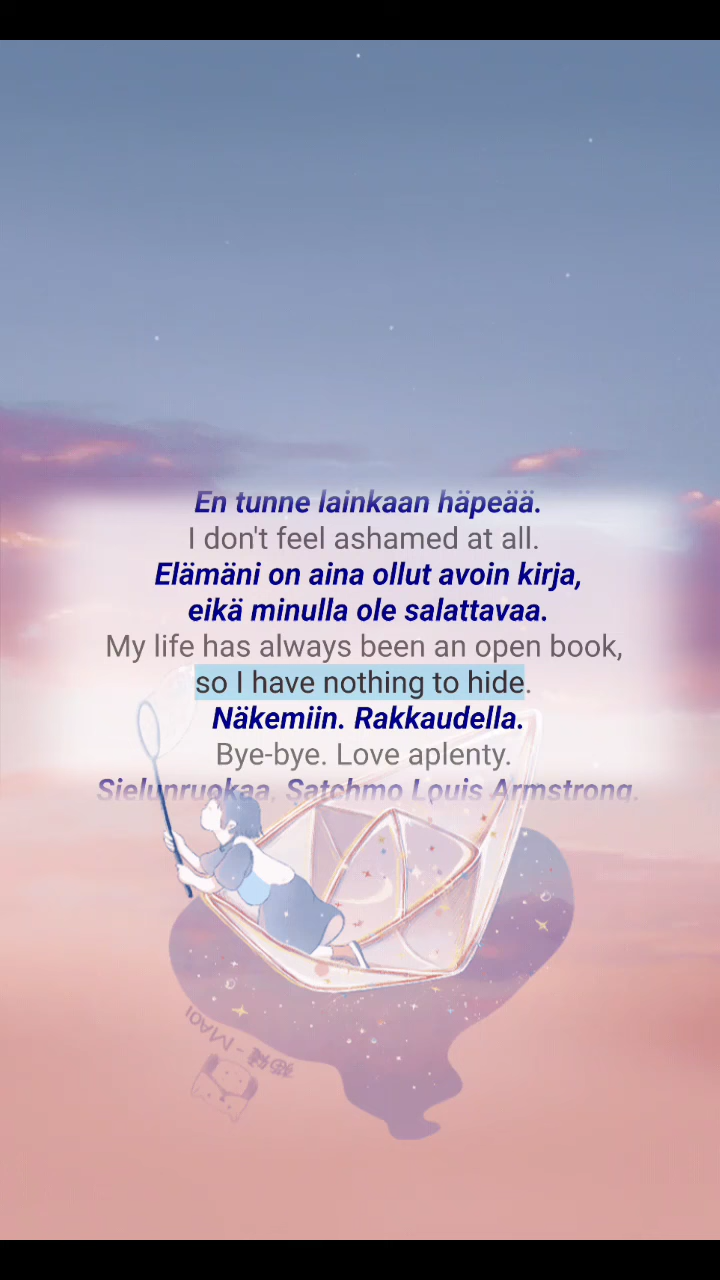 En tunne lainkaan häpeää.
I don't feel ashamed at all.
Elämäni on aina ollut avoin kirja,
eikä minulla ole salattavaa.
My life has always been an open book,
so I have nothing to hide.
Näkemiin. Rakkaudella.
Bye-bye. Love aplenty.
Sielunruokaa, Satchmo Louis Armstrong.
MAOI